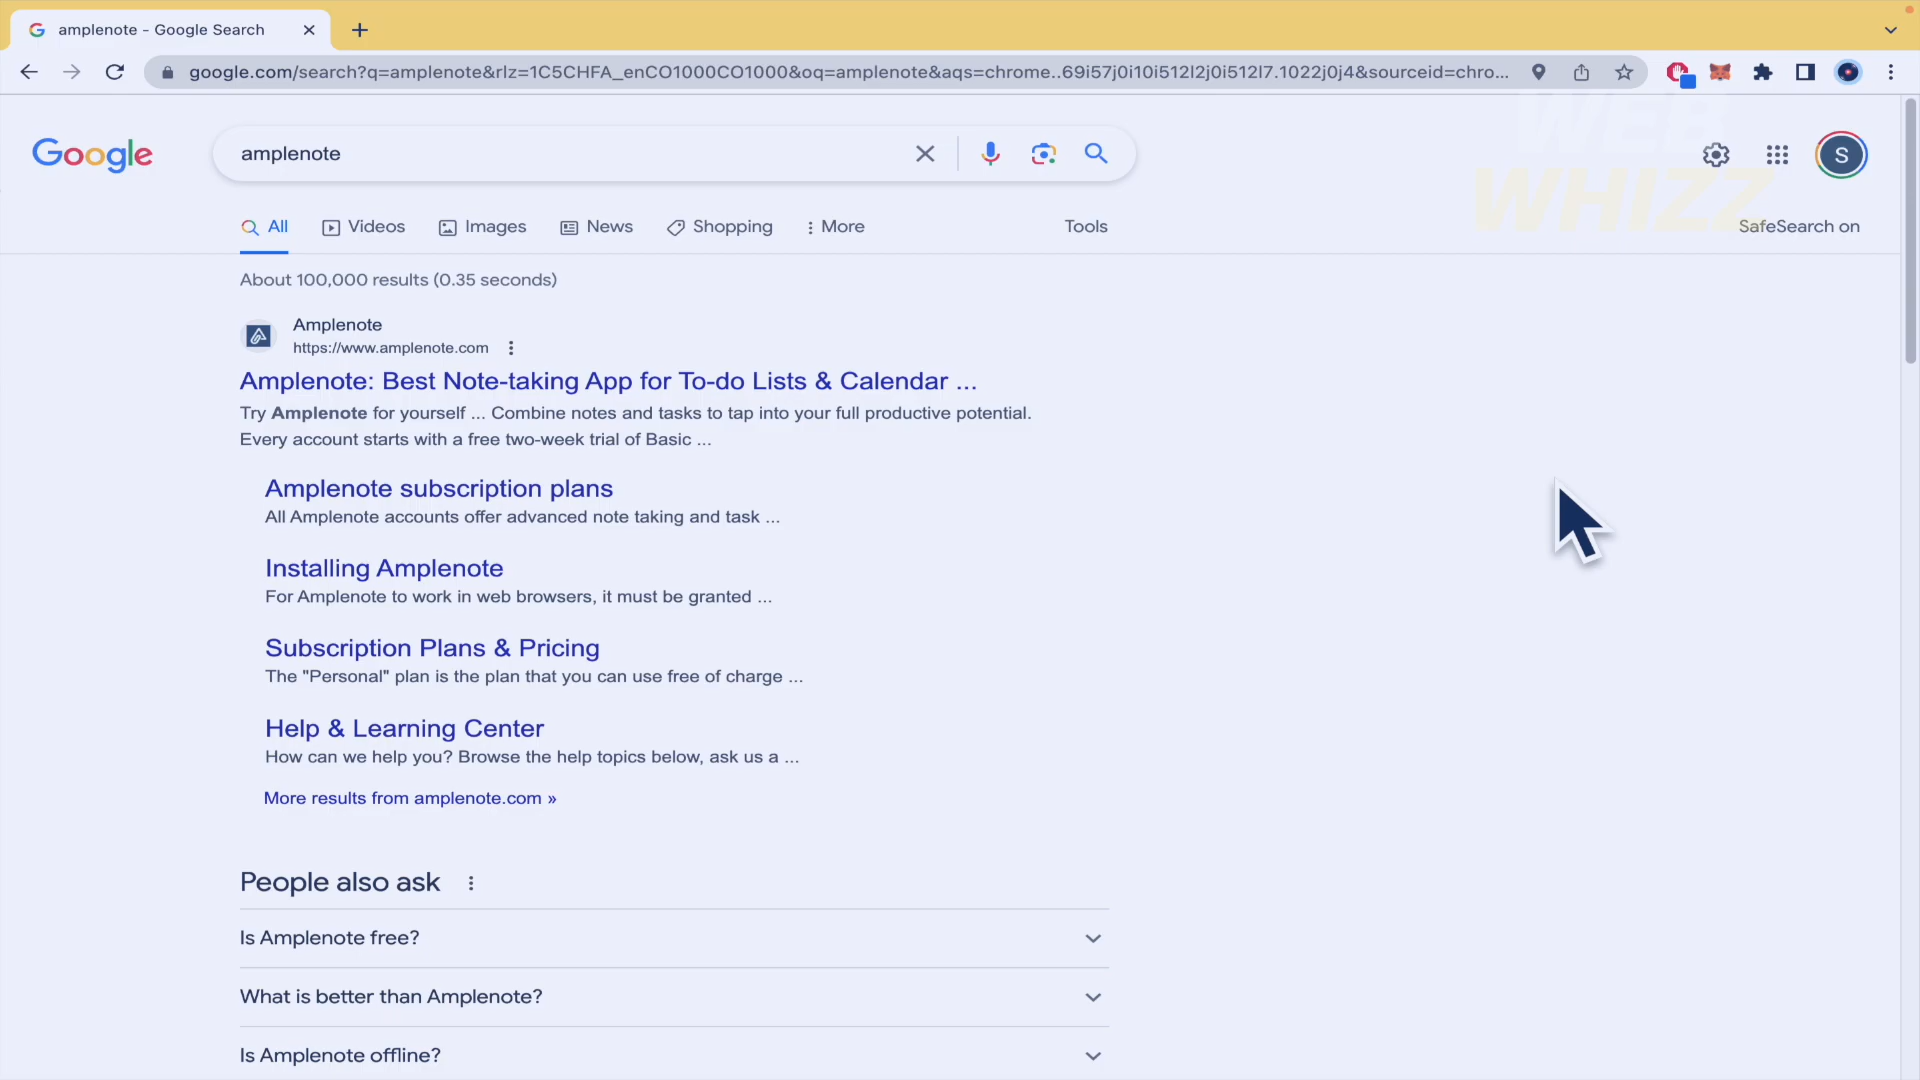 amplenote - Google Search
google.com/search?q=amplenote&rlz=1C5CHFA_enCO1000CO1000&oq=amplenote&aqs=chrome..69i57j0i10i512l2j0i512l7.1022j0j4&sourceid=chro...
WEB
WHIZZ
Google
amplenote
S
All
Videos
Images
News
Shopping
More
Tools
SafeSearch on
About 100,000 results (0.35 seconds)
Amplenote
https://www.amplenote.com
Amplenote: Best Note-taking App for To-do Lists & Calendar ...
Try Amplenote for yourself ... Combine notes and tasks to tap into your full productive potential.
Every account starts with a free two-week trial of Basic ...
Amplenote subscription plans
All Amplenote accounts offer advanced note taking and task ...
Installing Amplenote
For Amplenote to work in web browsers, it must be granted ...
Subscription Plans & Pricing
The "Personal" plan is the plan that you can use free of charge ...
Help & Learning Center
How can we help you? Browse the help topics below, ask us a ...
More results from amplenote.com »
People also ask
Is Amplenote free?
What is better than Amplenote?
Is Amplenote offline?